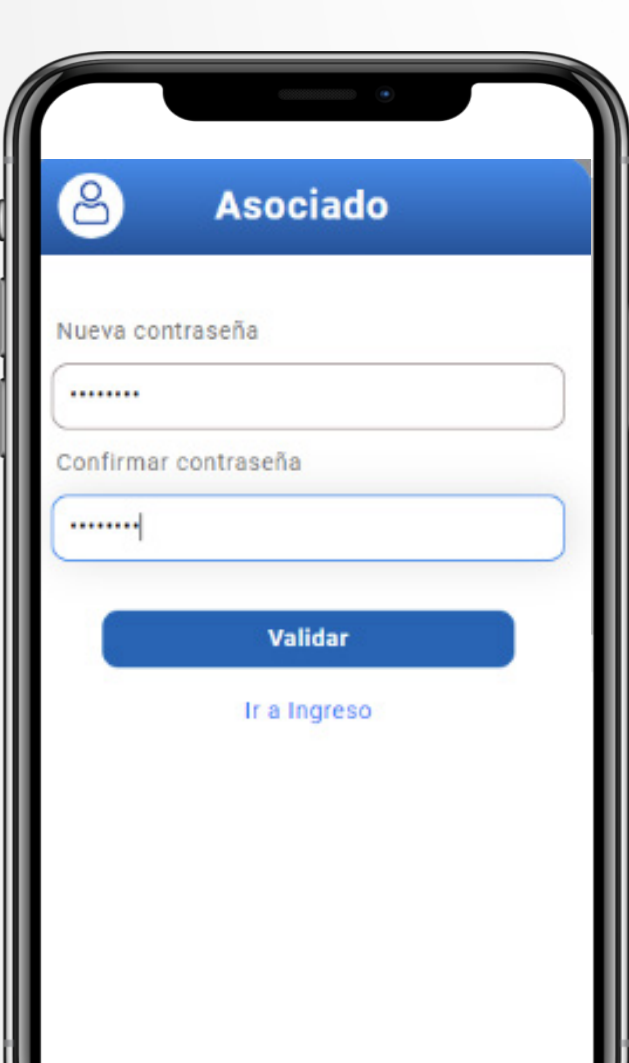 Asociado
Nueva contraseña
••••••••
Confirmar contraseña
••••••••
Validar
Ir a Ingreso